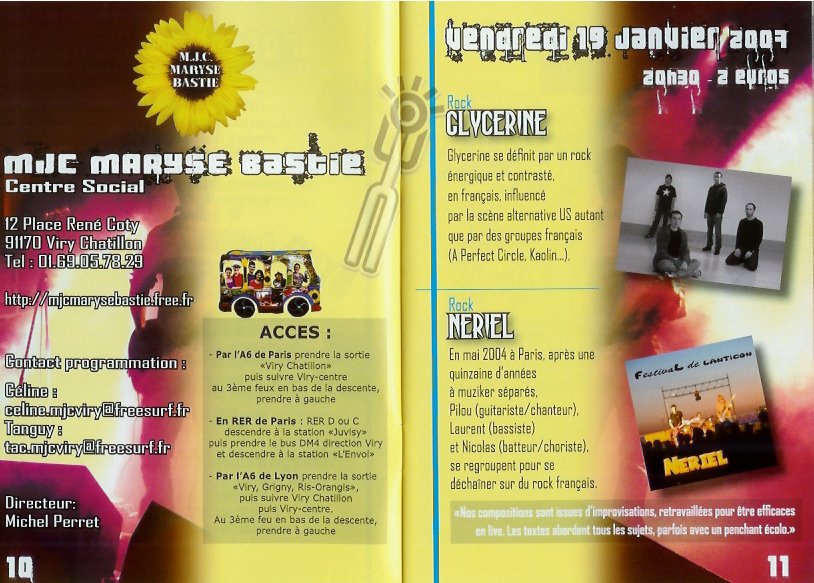 M.J.C.
MARYSE
BASTIE
MJC MARYSE Bastie
Centre Social
12 Place René Coty
91170 Viry Chatillon
Tel : 01.69.05.78.29
http://mjcmarysebastie.free.fr
Contact programmation :
Céline :
celine.mjcviry@freesurf.fr
Tanguy :
tac.mjcviry@freesurf.fr
Directeur:
Michel Perret
10
ACCES :
- Par l'A6 de Paris prendre la sortie
«Viry Chatillon»
puis suivre Viry-centre
au 3ème feux en bas de la descente,
prendre à gauche
- En RER de Paris : RER D ou C
descendre à la station «Juvisy»
puis prendre le bus DM4 direction Viry
et descendre à la station «L'Envol»
- Par l'A6 de Lyon prendre la sortie
«Viry, Grigny, Ris-Orangis»,
puis suivre Viry Chatillon
puis Viry-centre.
Au 3ème feu en bas de la descente,
prendre à gauche
Vendredi 19 Janvier 2007
20h30 - 2 euros
Rock
GLYCERINE
Glycerine se définit par un rock
énergique et contrasté,
en français, influencé
par la scène alternative US autant
que par des groupes français
(A Perfect Circle, Kaolin...).
Rock
NERIEL
En mai 2004 à Paris, après une
quinzaine d'années
à muziker séparés,
Pilou (guitariste/chanteur),
Laurent (bassiste)
et Nicolas (batteur/choriste),
se regroupent pour se
déchaîner sur du rock français.
Festival de Lanticon
Neriel
«Nos compositions sont issues d'improvisations, retravaillées pour être efficaces
en live. Les textes abordent tous les sujets, parfois avec un penchant écolo.»
11